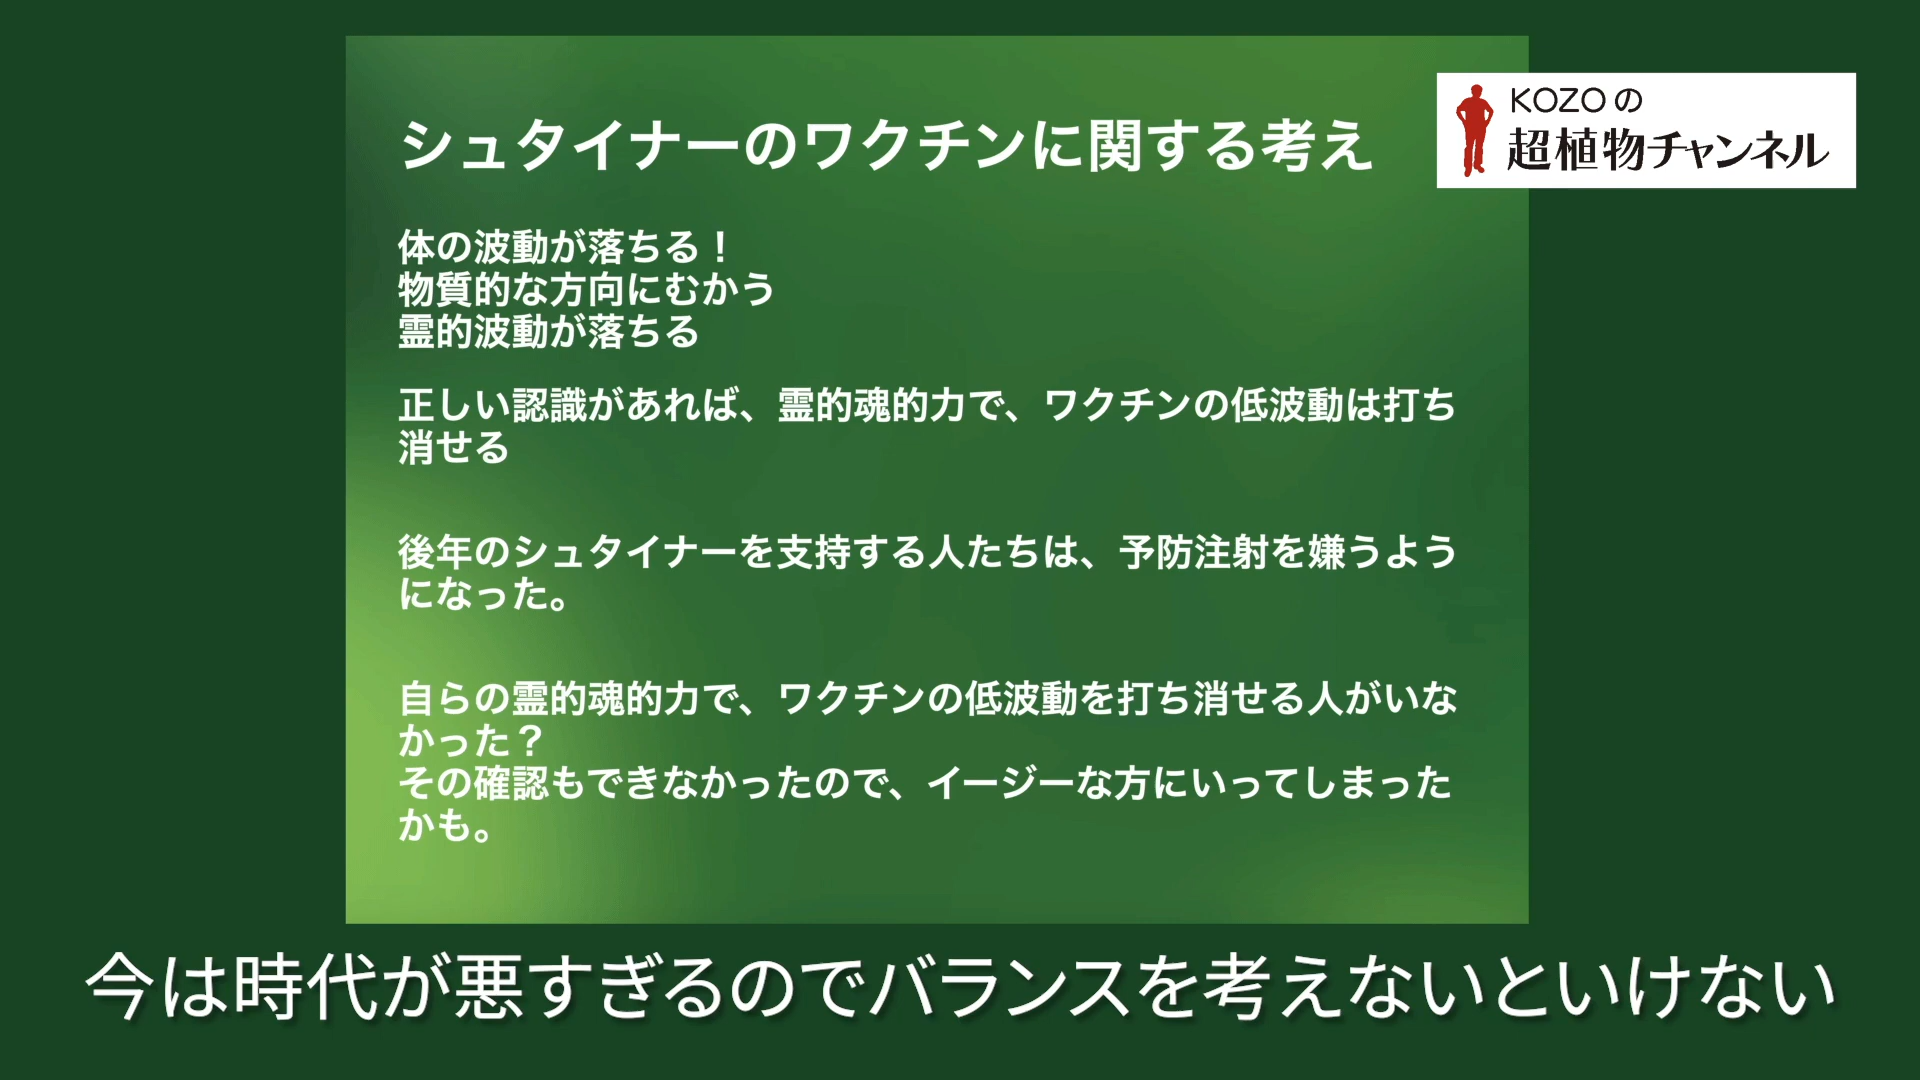 シュタイナーのワクチンに関する考え
KOZOの
超植物チャンネル
体の波動が落ちる！
物質的な方向にむかう
霊的波動が落ちる
正しい認識があれば、霊的魂的力で、ワクチンの低波動は打ち
消せる
後年のシュタイナーを支持する人たちは、予防注射を嫌うよう
になった。
自らの霊的魂的力で、ワクチンの低波動を打ち消せる人がいな
かった？
その確認もできなかったので、イージーな方にいってしまった
かも。
今は時代が悪すぎるのでバランスを考えないといけない